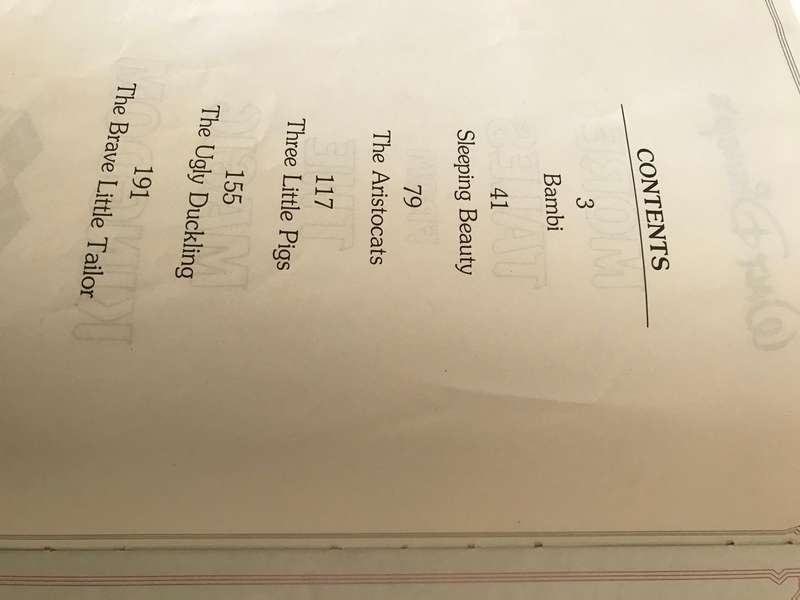 CONTENTS
3
Bambi
41
Sleeping Beauty
79
The Aristocats
117
Three Little Pigs
155
The Ugly Duckling
191
The Brave Little Tailor